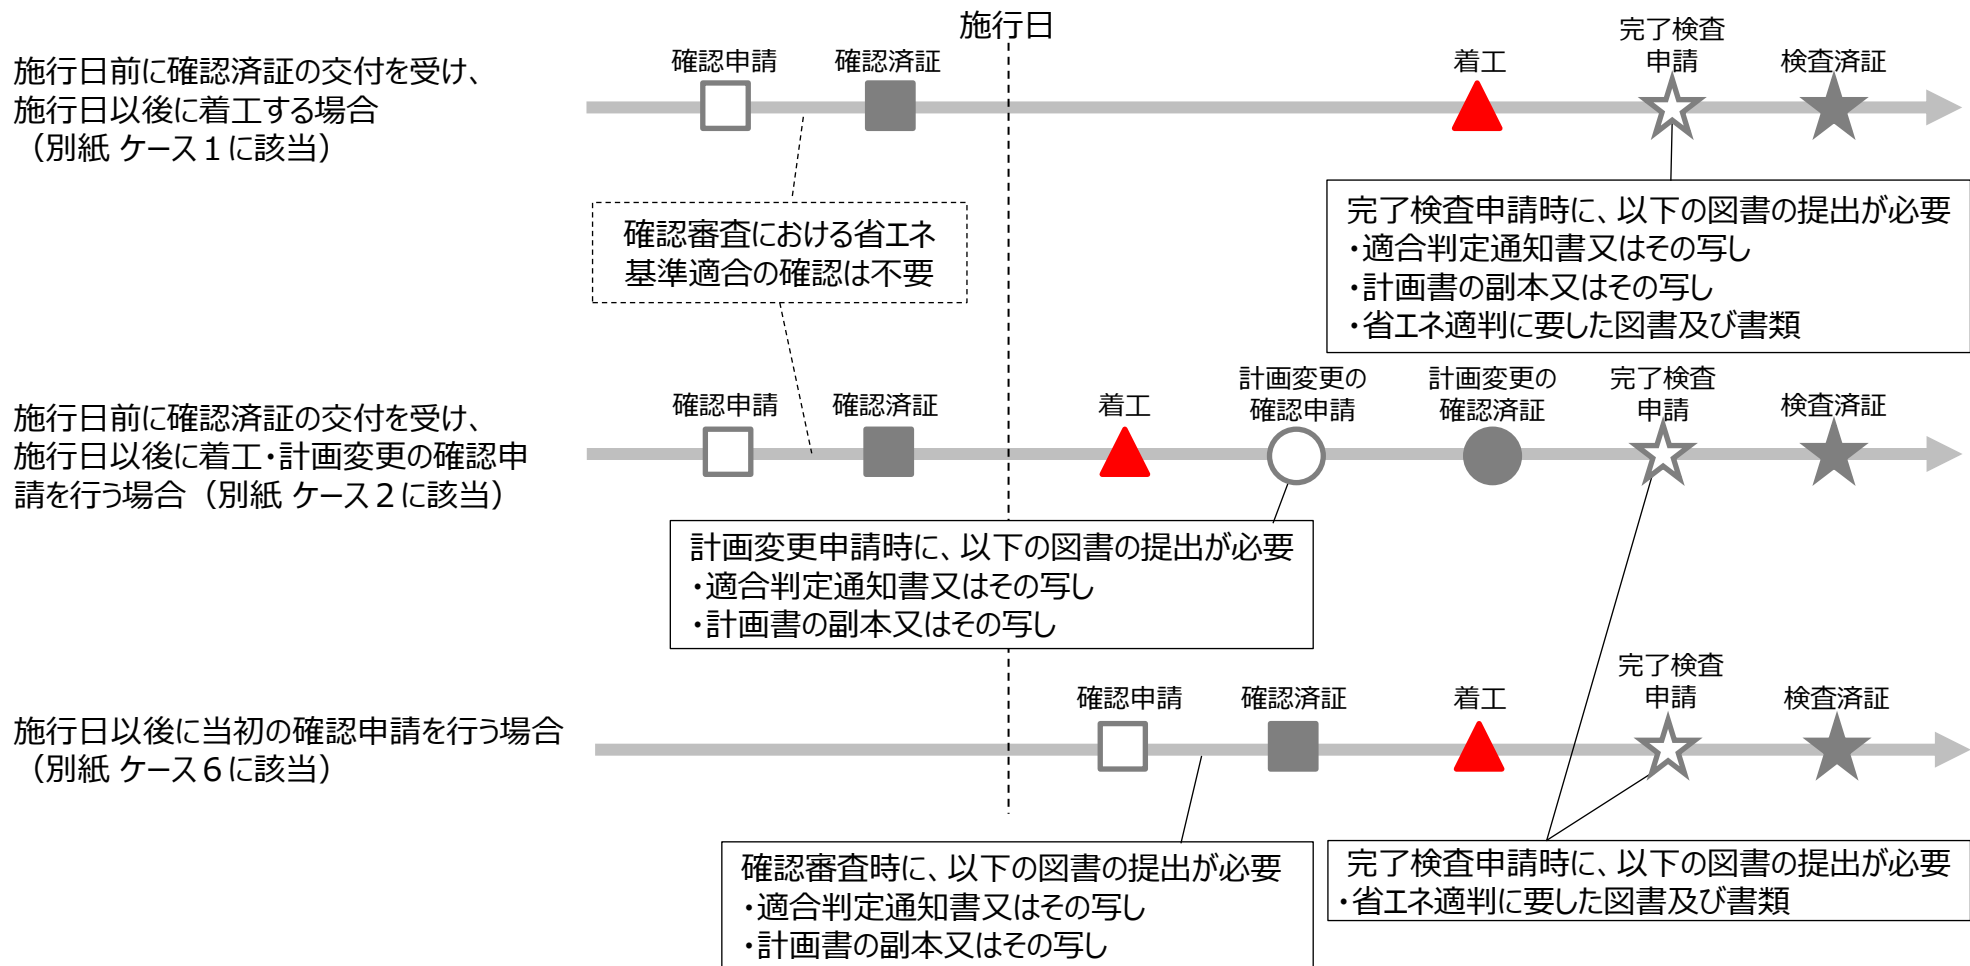 施行日
施行日前に確認済証の交付を受け、
施行日以後に着工する場合
（別紙 ケース１に該当）
確認申請
確認済証
着工
完了検査
申請
検査済証
確認審査における省エネ
基準適合の確認は不要
完了検査申請時に、以下の図書の提出が必要
・適合判定通知書又はその写し
・計画書の副本又はその写し
・省エネ適判に要した図書及び書類
施行日前に確認済証の交付を受け、
施行日以後に着工・計画変更の確認申
請を行う場合（別紙 ケース２に該当）
確認申請
確認済証
着工
計画変更の
確認申請
計画変更の
確認済証
完了検査
申請
検査済証
計画変更申請時に、以下の図書の提出が必要
・適合判定通知書又はその写し
・計画書の副本又はその写し
施行日以後に当初の確認申請を行う場合
（別紙 ケース６に該当）
確認申請
確認済証
着工
完了検査
申請
検査済証
確認審査時に、以下の図書の提出が必要
・適合判定通知書又はその写し
・計画書の副本又はその写し
完了検査申請時に、以下の図書の提出が必要
・省エネ適判に要した図書及び書類